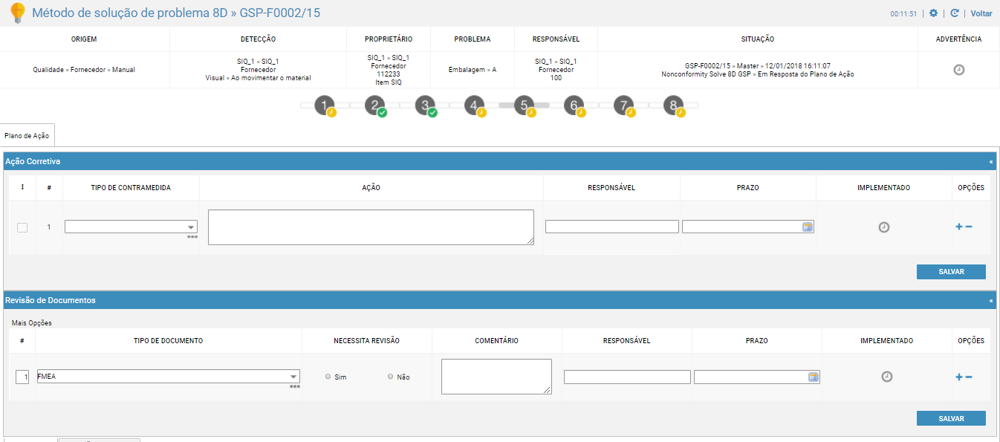 Método de solução de problema 8D » GSP-F0002/15
00:11:51 | | | Voltar
ORIGEM DETECÇÃO PROPRIETÁRIO PROBLEMA RESPONSÁVEL SITUAÇÃO ADVERTÊNCIA
Qualidade » Fornecedor » Manual
SIQ_1 » SIQ_1
Fornecedor
Visual » Ao movimentar o material
SIQ_1 » SIQ_1
Fornecedor
112233
Item SIQ
Embalagem » A
SIQ_1 » SIQ_1
Fornecedor
100
GSP-F0002/15 » Master » 12/01/2018 16:11:07
Nonconformity Solve 8D GSP » Em Resposta do Plano de Ação
1 2 3 4 5 6 7 8
Plano de Ação
Ação Corretiva «
# TIPO DE CONTRAMEDIDA AÇÃO RESPONSÁVEL PRAZO IMPLEMENTADO OPÇÕES
1
SALVAR
Revisão de Documentos «
Mais Opções
# TIPO DE DOCUMENTO NECESSITA REVISÃO COMENTÁRIO RESPONSÁVEL PRAZO IMPLEMENTADO OPÇÕES
1 FMEA Sim Não
SALVAR